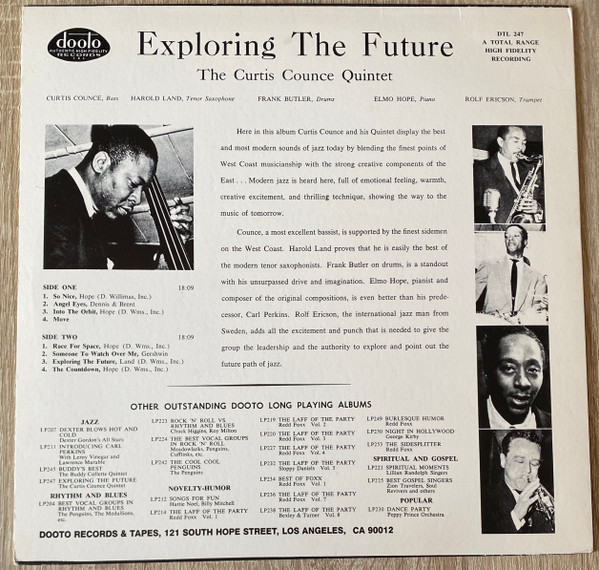 dooto
AUTHENTIC HIGH FIDELITY
RECORDS
Exploring The Future
The Curtis Counce Quintet
DTL 247
A TOTAL RANGE
HIGH FIDELITY
RECORDING
CURTIS COUNCE, Bass HAROLD LAND, Tenor Saxophone FRANK BUTLER, Drums ELMO HOPE, Piano ROLF ERICSON, Trumpet
Here in this album Curtis Counce and his Quintet display the best
and most modern sounds of jazz today by blending the finest points of
West Coast musicianship with the strong creative components of the
East . . . Modern jazz is heard here, full of emotional feeling, warmth,
creative excitement, and thrilling technique, showing the way to the
music of tomorrow.
Counce, a most excellent bassist, is supported by the finest sidemen
on the West Coast. Harold Land proves that he is easily the best of
the modern tenor saxophonists. Frank Butler on drums, is a standout
with his unsurpassed drive and imagination. Elmo Hope, pianist and
composer of the original compositions, is even better than his prede-
cessor, Carl Perkins. Rolf Ericson, the international jazz man from
Sweden, adds all the excitement and punch that is needed to give the
group the leadership and the authority to explore and point out the
future path of jazz.
SIDE ONE 18:09
1. So Nice, Hope (D. Willimas, Inc.)
2. Angel Eyes, Dennis & Brent
3. Into The Orbit, Hope (D. Wms., Inc.)
4. Move
SIDE TWO 18:09
1. Race For Space, Hope (D. Wms., Inc.)
2. Someone To Watch Over Me, Gershwin
3. Exploring The Future, Land (D. Wms., Inc.)
4. The Countdown, Hope (D. Wms., Inc.)
OTHER OUTSTANDING DOOTO LONG PLAYING ALBUMS
JAZZ
LP207 DEXTER BLOWS HOT AND
COLD
Dexter Gordon's All Stars
LP211 INTRODUCING CARL
PERKINS
With Leroy Vinegar and
Lawrence Marable
LP245 BUDDY'S BEST
The Buddy Collette Quintet
LP247 EXPLORING THE FUTURE
The Curtis Counce Quintet
RHYTHM AND BLUES
LP204 BEST VOCAL GROUPS IN
RHYTHM AND BLUES
The Penguins, The Medallions,
etc.
LP223 ROCK 'N' ROLL VS.
RHYTHM AND BLUES
Chuck Higgins, Roy Milton
LP224 THE BEST VOCAL GROUPS
IN ROCK 'N' ROLL
Meadowlarks, Penguins,
Cufflinks, etc.
LP242 THE COOL COOL
PENGUINS
The Penguins
NOVELTY-HUMOR
LP212 SONGS FOR FUN
Hattie Noel, Billy Mitchell
LP214 THE LAFF OF THE PARTY
Redd Foxx Vol. 1
LP219 THE LAFF OF THE PARTY
Redd Foxx Vol. 2
LP220 THE LAFF OF THE PARTY
Redd Foxx Vol. 3
LP227 THE LAFF OF THE PARTY
Redd Foxx Vol. 4
LP232 THE LAFF OF THE PARTY
Sloppy Daniels Vol. 5
LP234 BEST OF FOXX
Redd Foxx Vol. 1
LP236 THE LAFF OF THE PARTY
Redd Foxx Vol. 7
LP238 THE LAFF OF THE PARTY
Bexley & Turner Vol. 8
LP249 BURLESQUE HUMOR
Redd Foxx
LP250 NIGHT IN HOLLYWOOD
George Kirby
LP253 THE SIDESPLITTER
Redd Foxx
SPIRITUAL AND GOSPEL
LP221 SPIRITUAL MOMENTS
Lillian Randolph Singers
LP225 BEST GOSPEL SINGERS
Zion Travelers, Soul
Revivers and others
POPULAR
LP230 DANCE PARTY
Peppy Prince Orchestra
DOOTO RECORDS & TAPES, 121 SOUTH HOPE STREET, LOS ANGELES, CA 90012